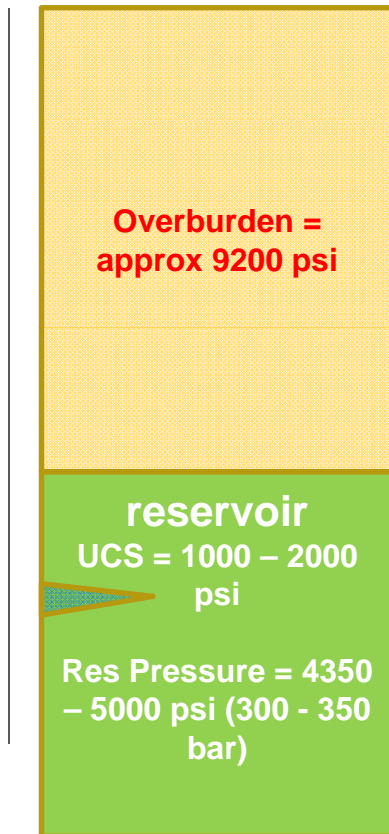 Overburden =
approx 9200 psi
reservoir
UCS = 1000 – 2000
psi
Res Pressure = 4350
– 5000 psi (300 - 350
bar)